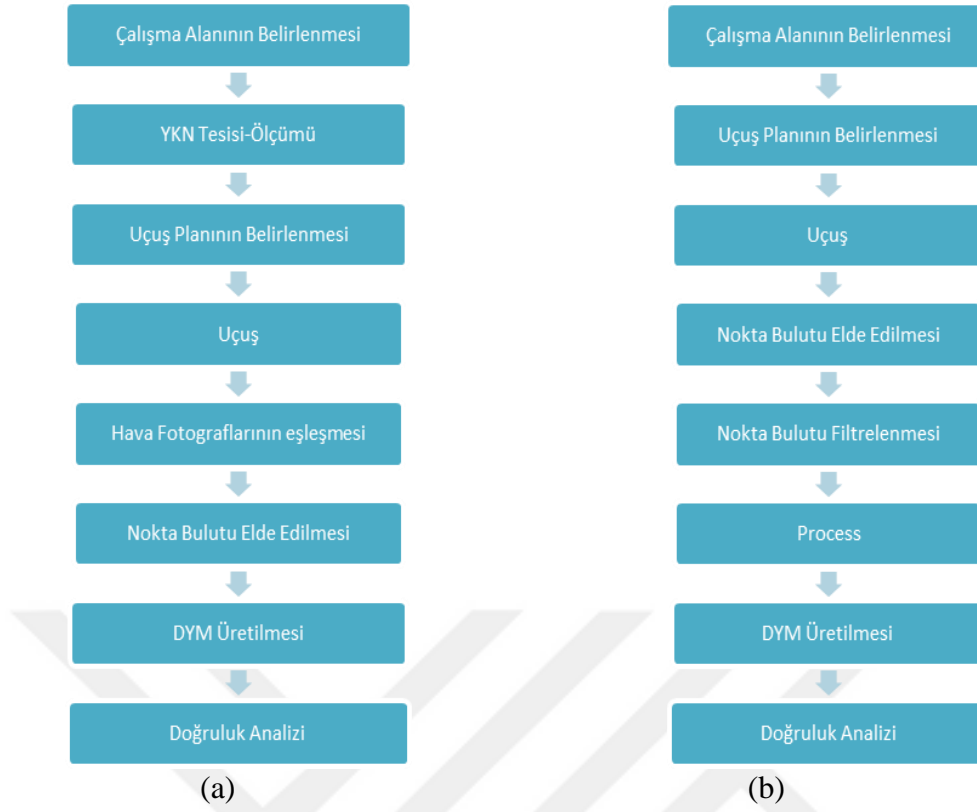 Çalışma Alanının Belirlenmesi
YKN Tesisi-Ölçümü
Uçuş Planının Belirlenmesi
Uçuş
Hava Fotograflarının eşleşmesi
Nokta Bulutu Elde Edilmesi
DYM Üretilmesi
Doğruluk Analizi
(a)
Çalışma Alanının Belirlenmesi
Uçuş Planının Belirlenmesi
Uçuş
Nokta Bulutu Elde Edilmesi
Nokta Bulutu Filtrelenmesi
Process
DYM Üretilmesi
Doğruluk Analizi
(b)